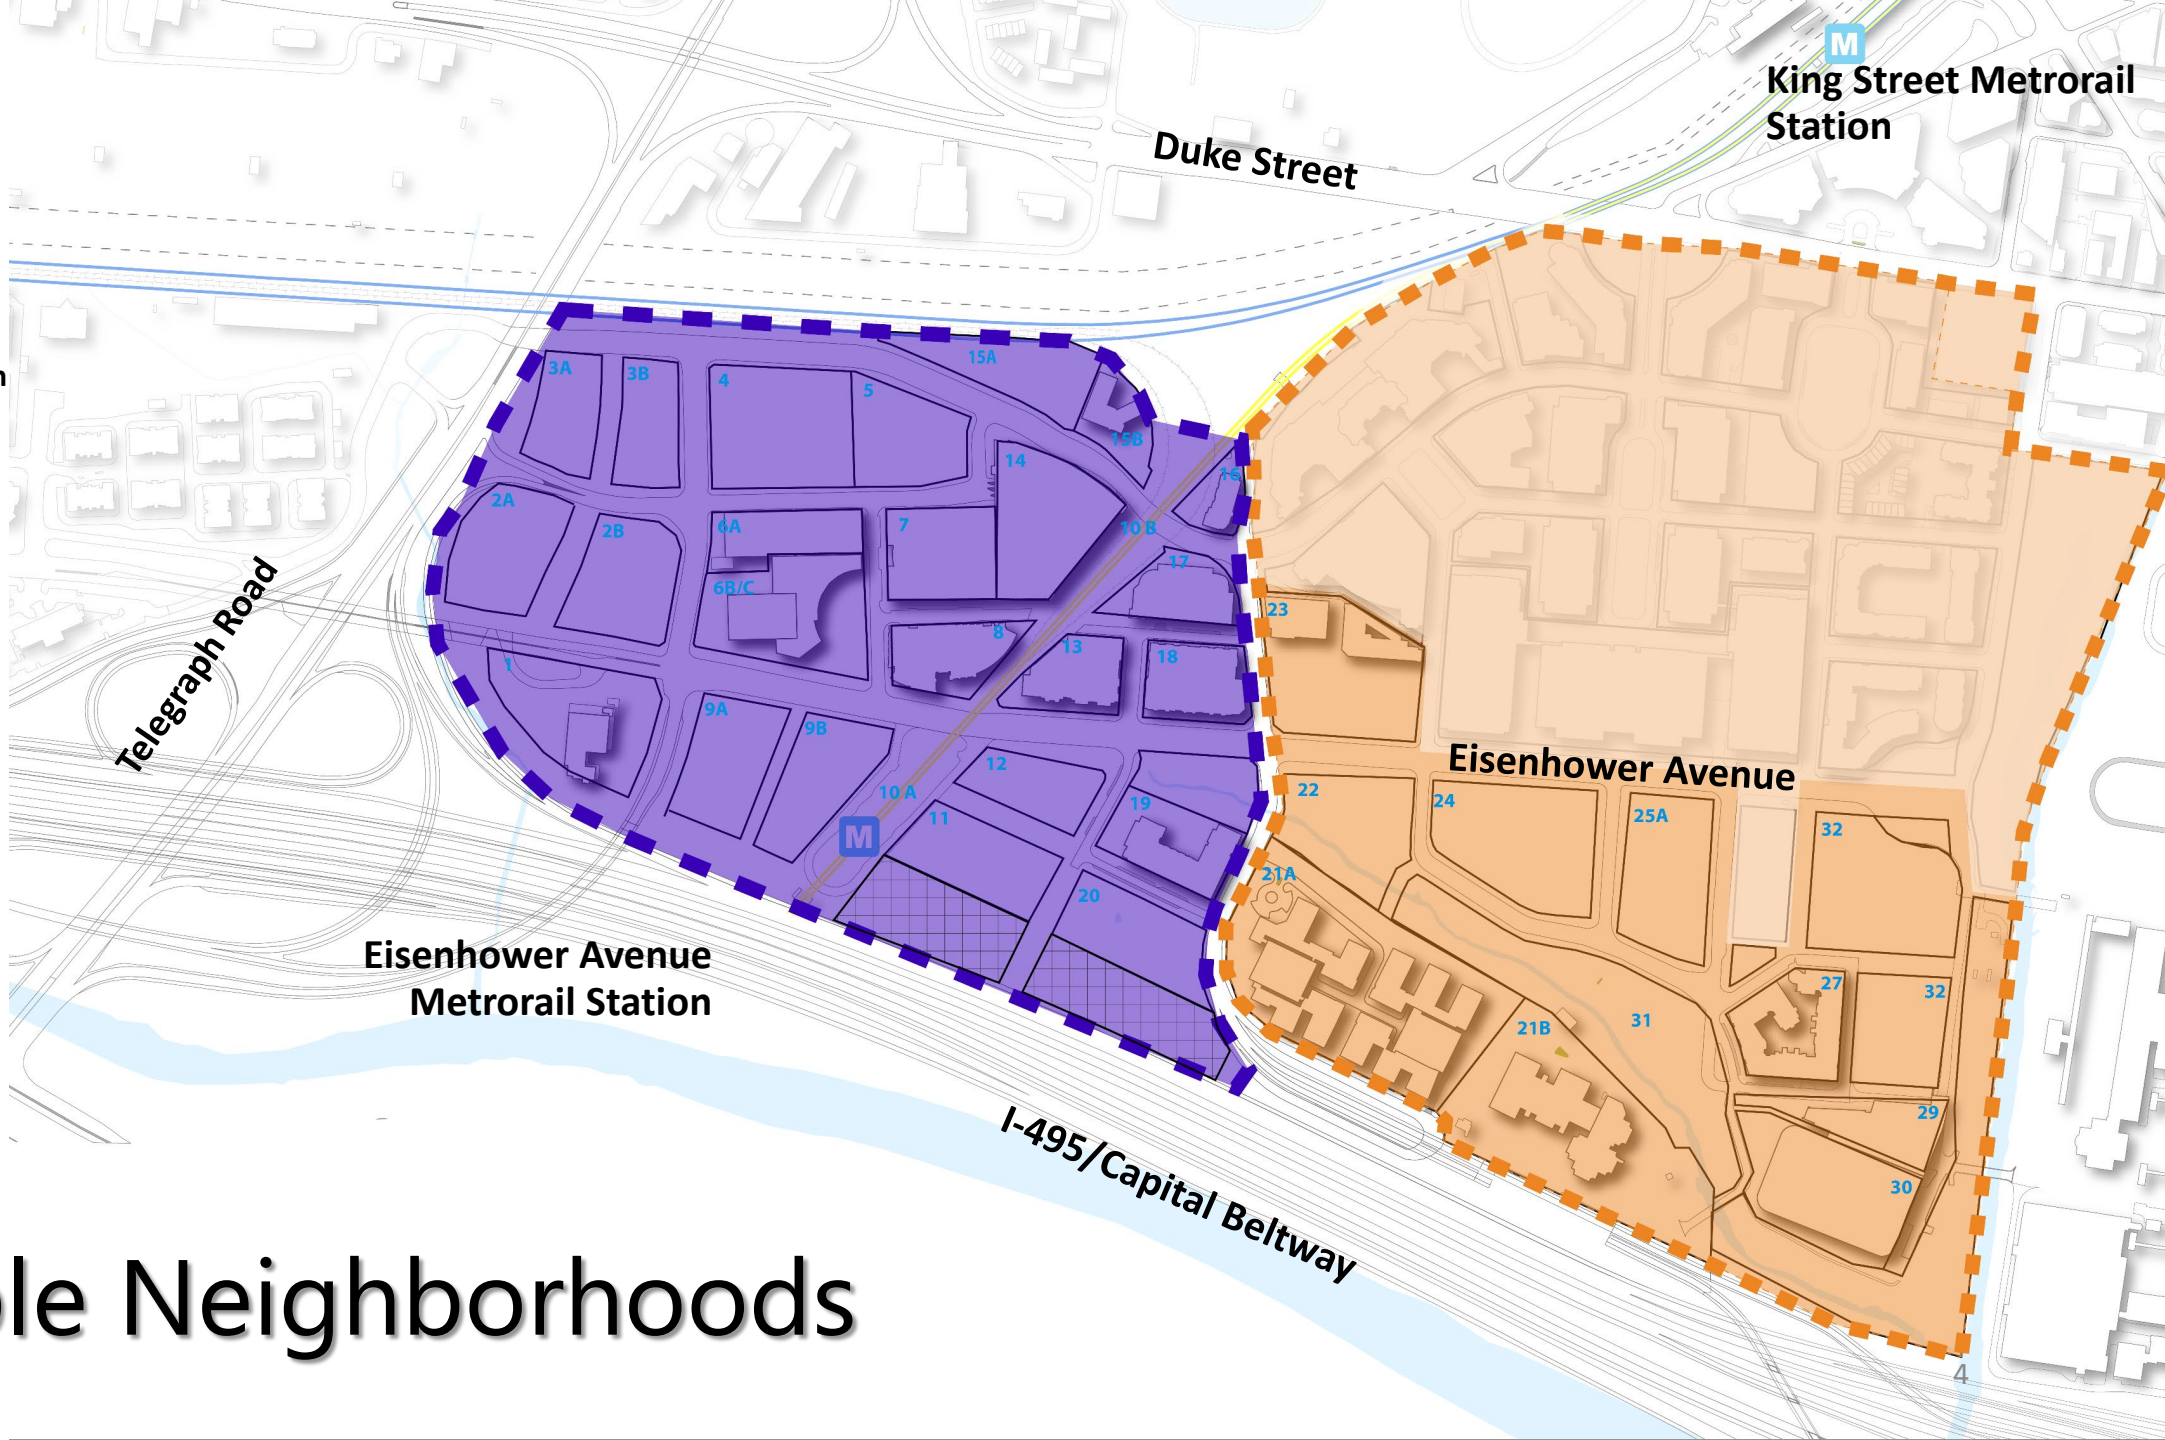 M
King Street Metrorail
Station
Duke Street
15A
3A
3B
4
5
15B
14
16
2A
2B
6A
7
10 B
17
6B/C
23
8
13
18
1
Telegraph Road
9A
9B
Eisenhower Avenue
12
10 A
22
19
24
11
25A
32
M
21A
20
Eisenhower Avenue
Metrorail Station
27
32
31
21B
29
I-495/Capital Beltway
30
le Neighborhoods
4